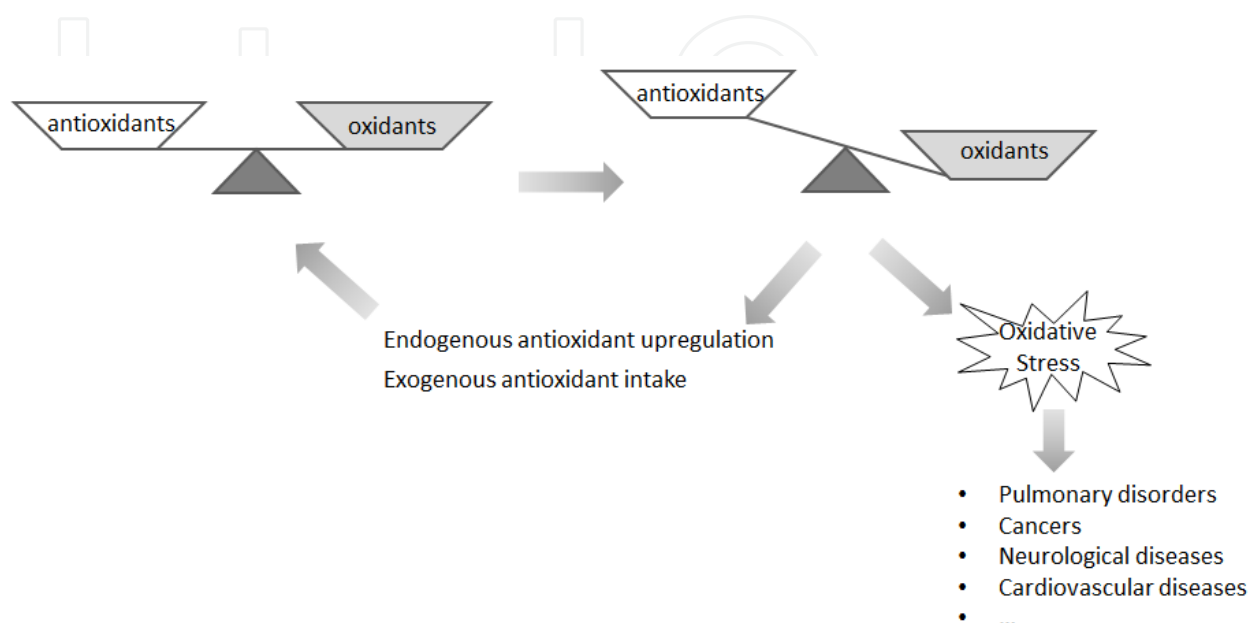 antioxidants
oxidants
antioxidants
oxidants
Endogenous antioxidant upregulation
Exogenous antioxidant intake
Oxidative
Stress
• Pulmonary disorders
• Cancers
• Neurological diseases
• Cardiovascular diseases
• ...